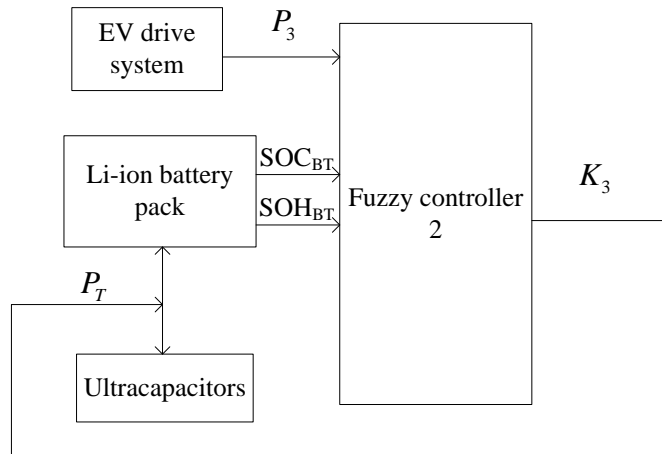 EV drive
system
P3
Li-ion battery
pack
SOCBT
SOHBT
Fuzzy controller
2
K3
PT
Ultracapacitors